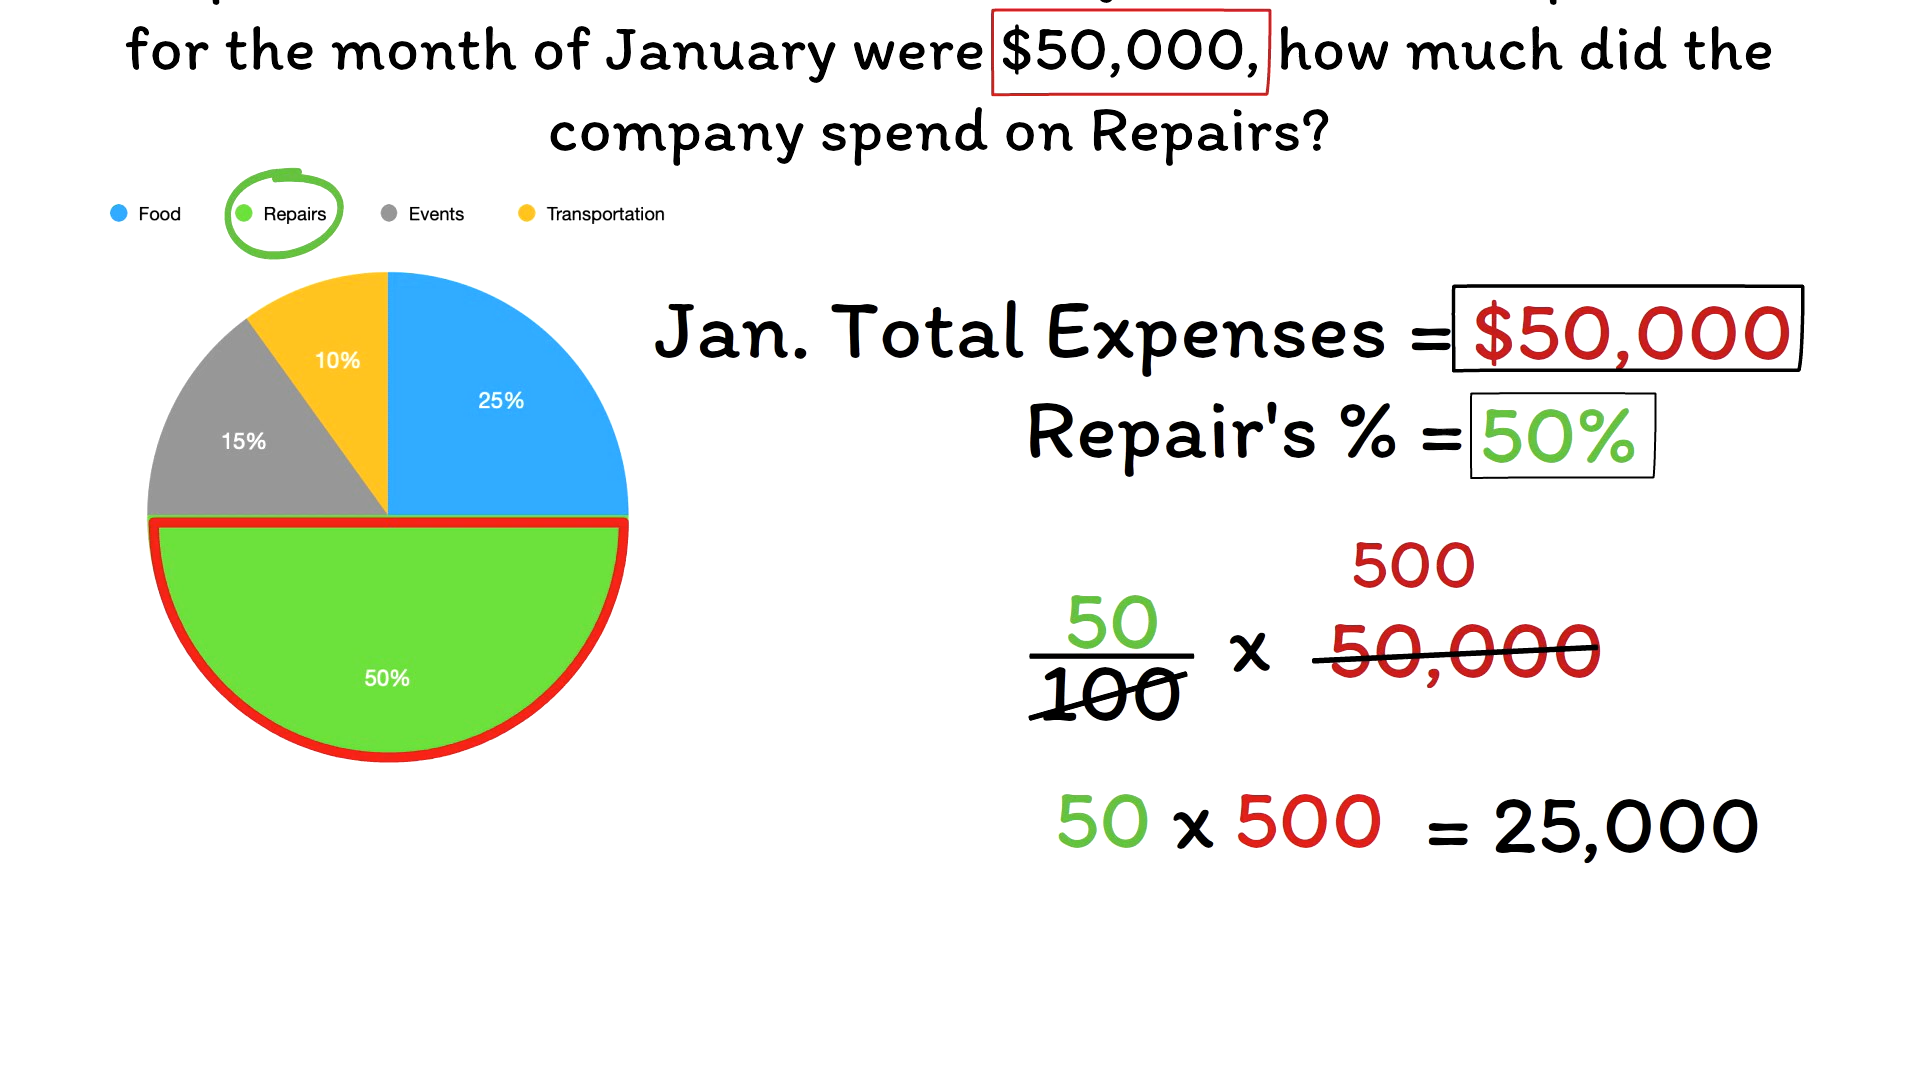 for the month of January were $50,000, how much did the
company spend on Repairs?
Food Repairs Events Transportation
10%
25%
15%
50%
Jan. Total Expenses = $50,000
Repair's % = 50%
500
50 x 50,000
100
50 x 500 = 25,000